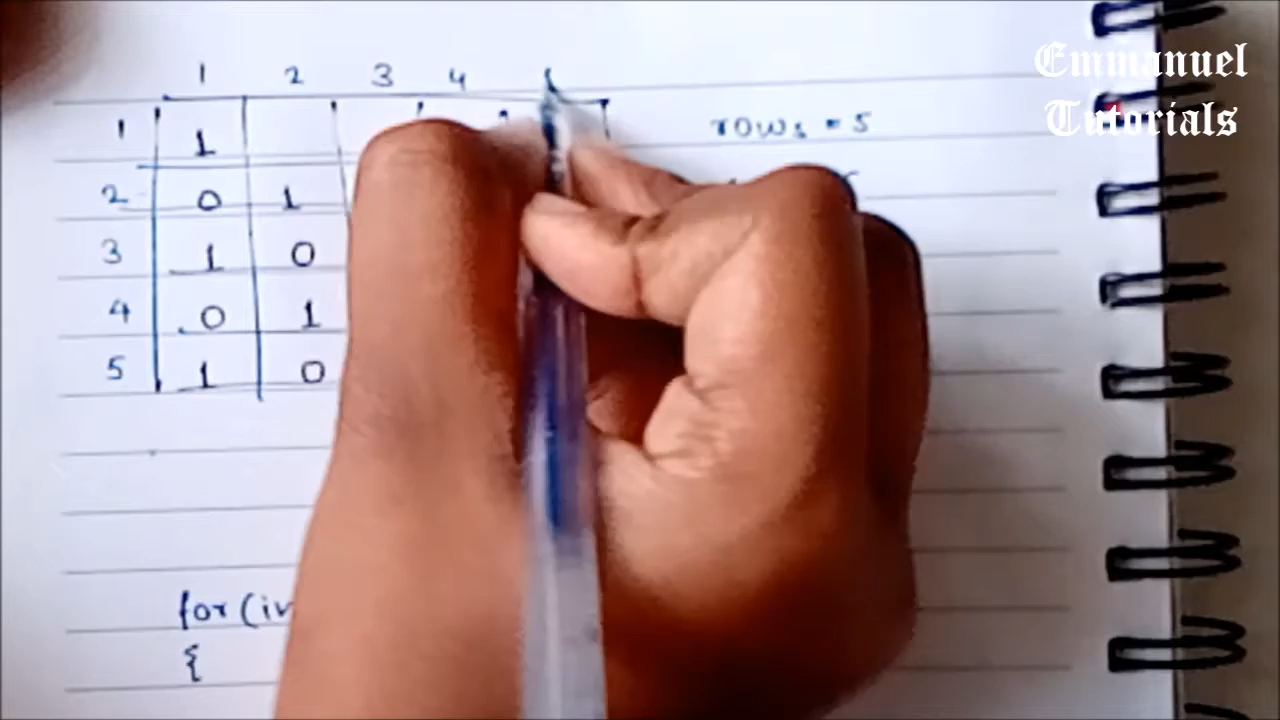 Emmanuel
Tutorials
1 2 3 4
1 1 rows = 5
2 0 1
3 1 0
4 0 1
5 1 0
for(in
{